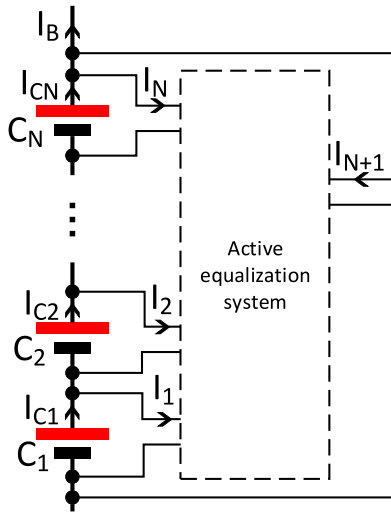 I_B
I_CN
I_N
C_N
I_N+1
Active
equalization
system
I_C2
I_2
C_2
I_C1
I_1
C_1